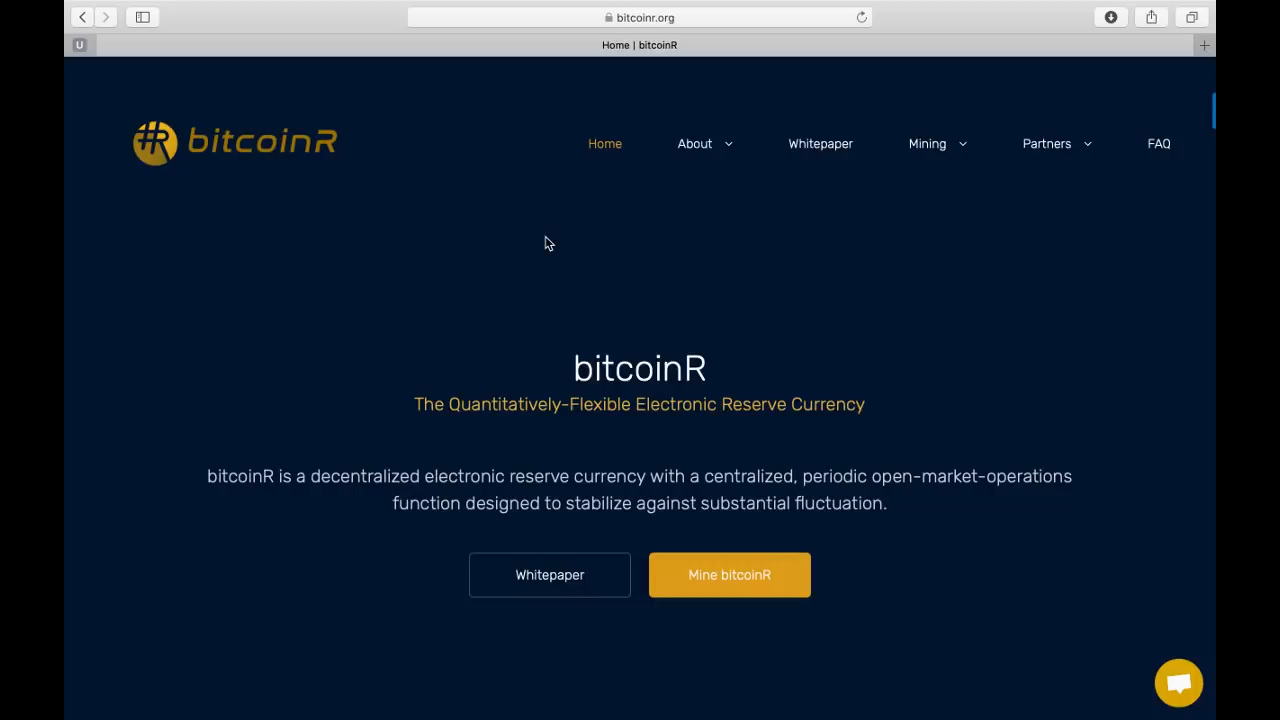 bitcoinr.org
U
Home | bitcoinR
bitcoinR
Home About Whitepaper Mining Partners FAQ
bitcoinR
The Quantitatively-Flexible Electronic Reserve Currency
bitcoinR is a decentralized electronic reserve currency with a centralized, periodic open-market-operations
function designed to stabilize against substantial fluctuation.
Whitepaper Mine bitcoinR